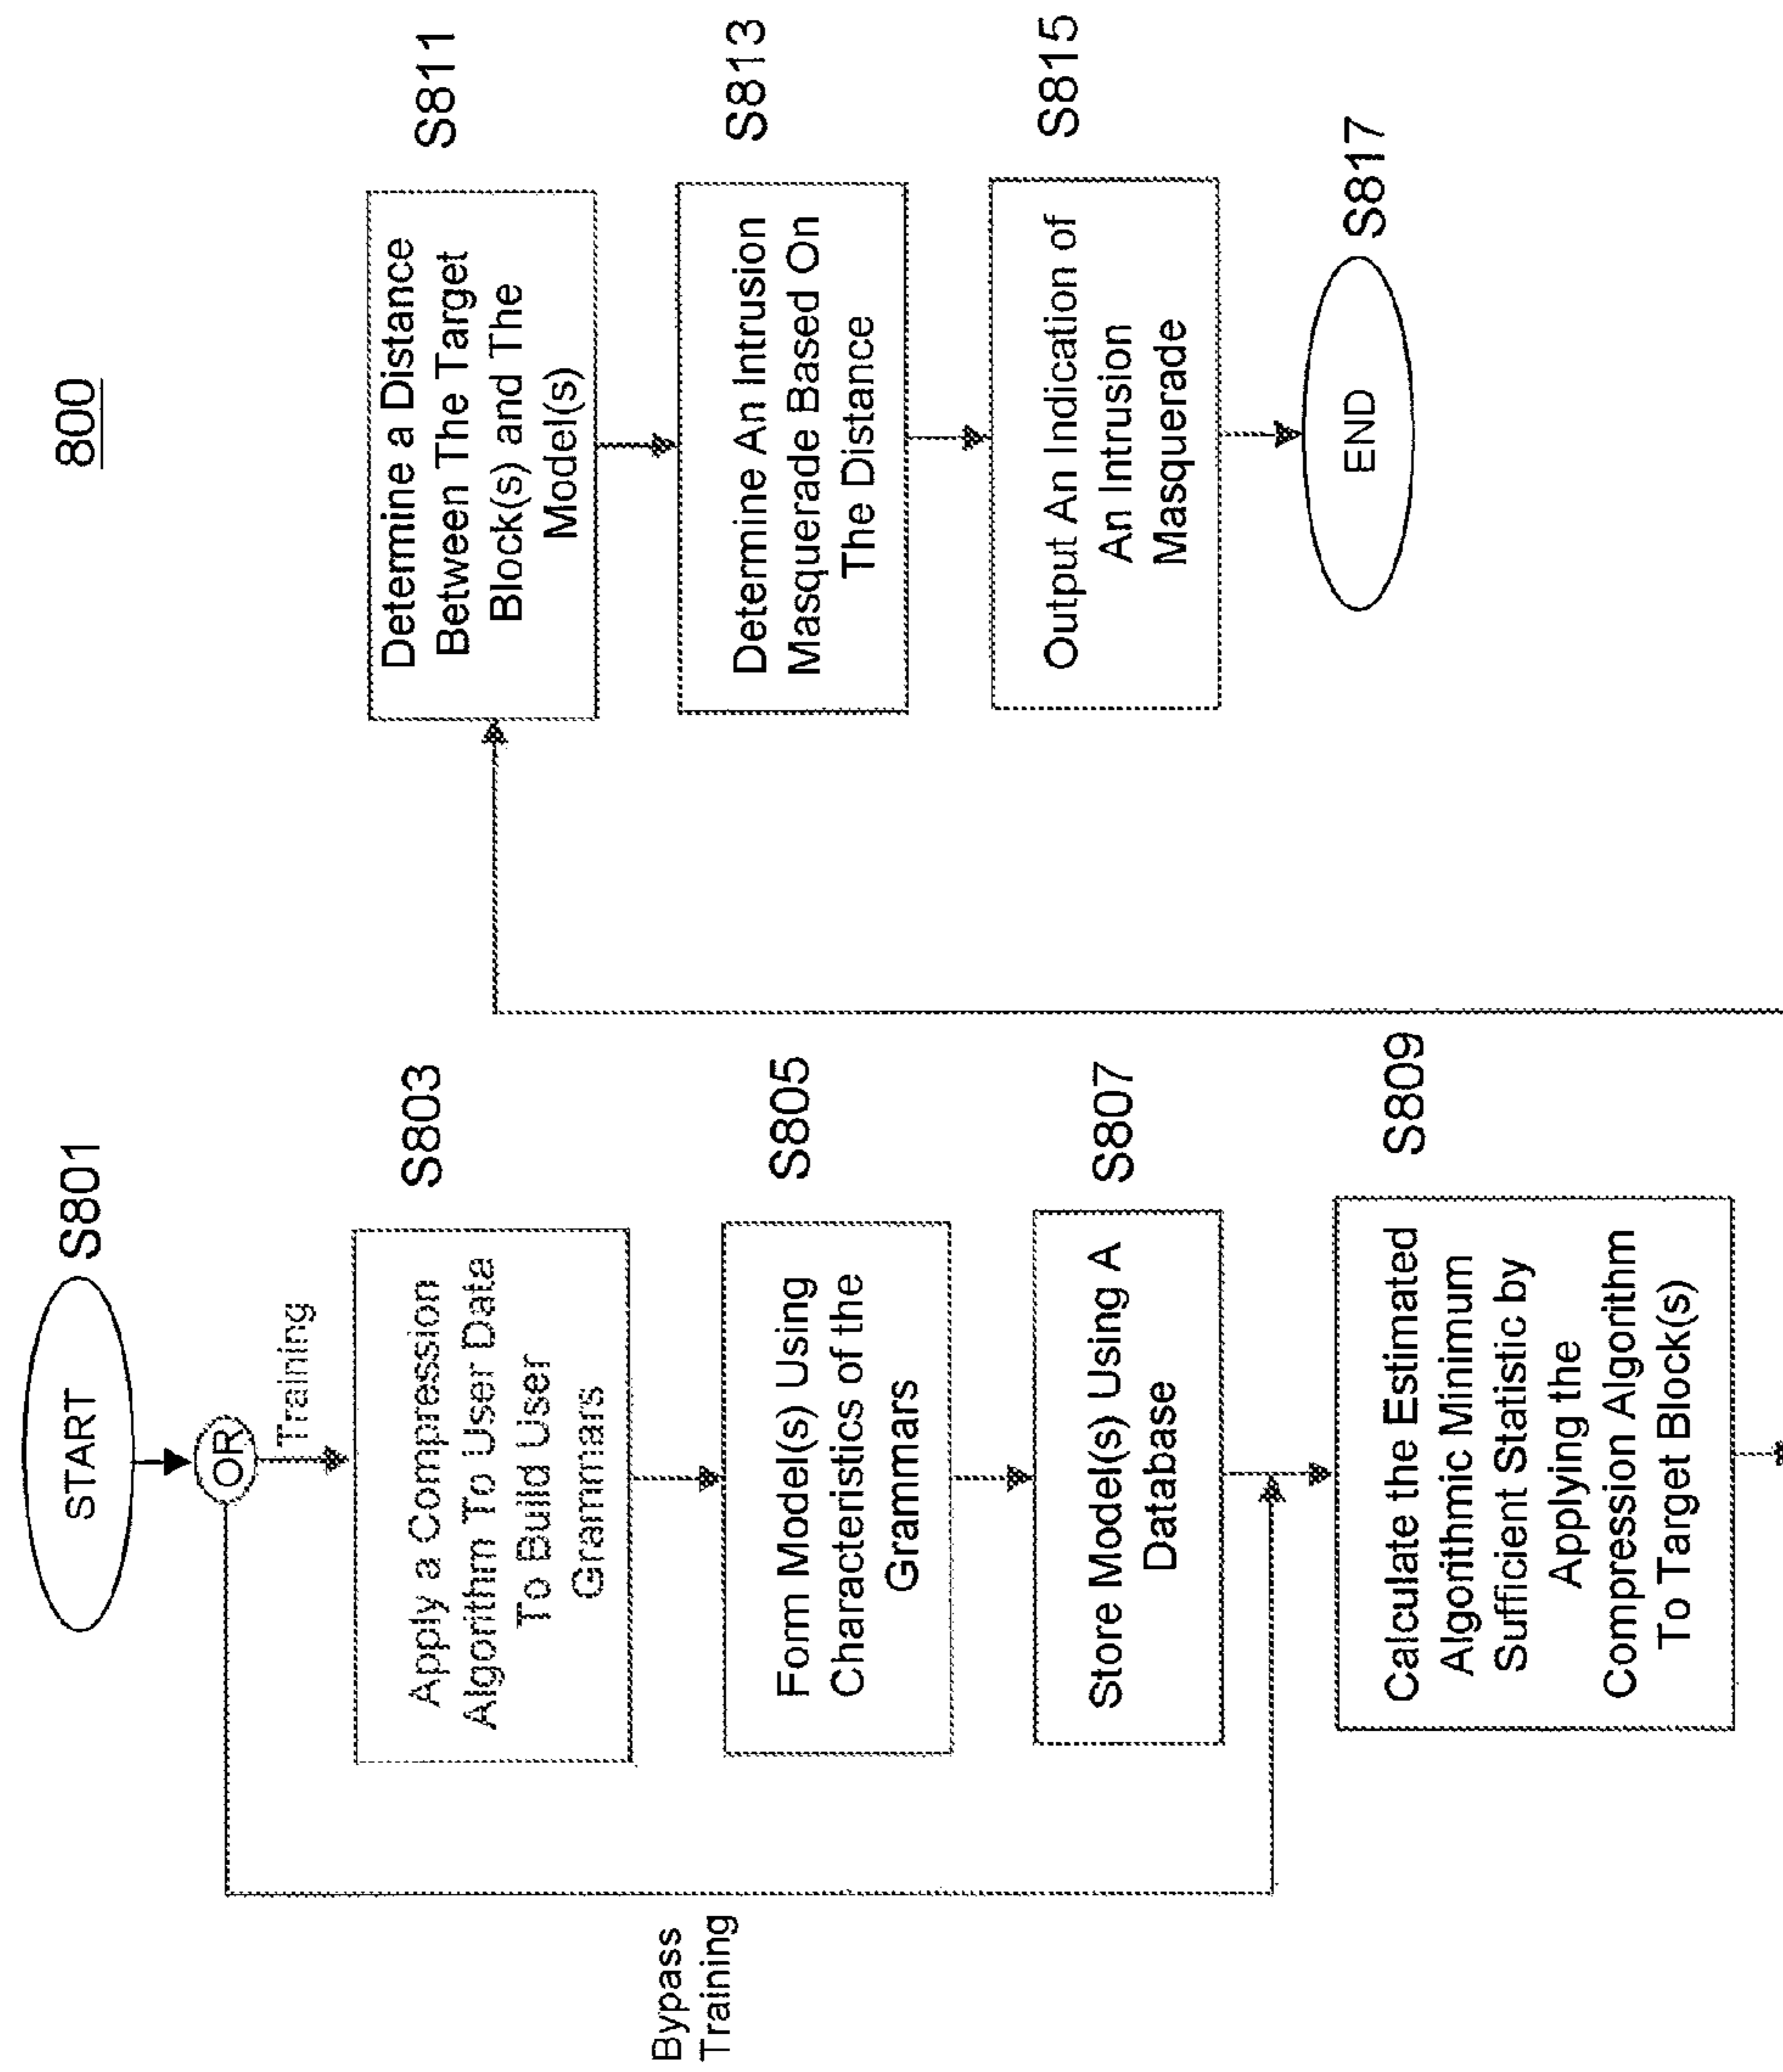 800
START
S801
OR
Training
Bypass
Training
Apply a Compression
Algorithm To User Data
To Build User
Grammars
S803
Form Model(s) Using
Characteristics of the
Grammars
S805
Store Model(s) Using A
Database
S807
Calculate the Estimated
Algorithmic Minimum
Sufficient Statistic by
Applying the
Compression Algorithm
To Target Block(s)
S809
Determine a Distance
Between The Target
Block(s) and The
Model(s)
S811
Determine An Intrusion
Masquerade Based On
The Distance
S813
Output An Indication of
An Intrusion
Masquerade
S815
END
S817